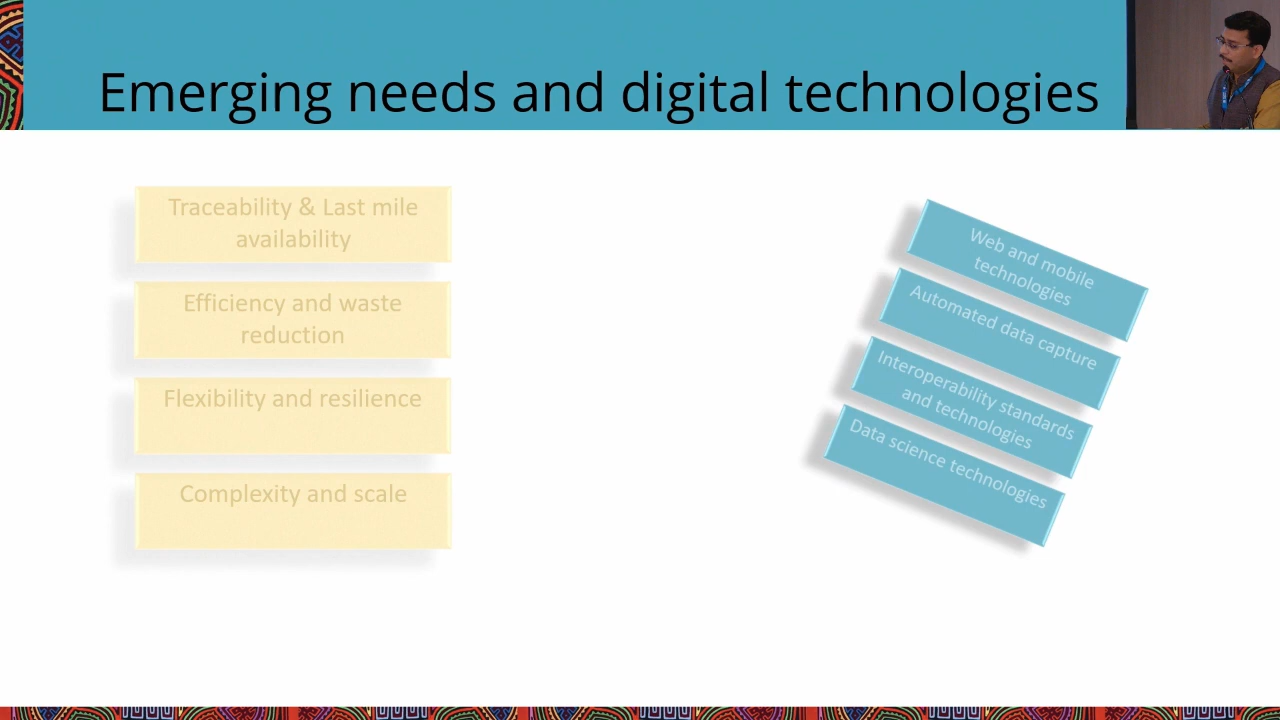 Emerging needs and digital technologies
Traceability & Last mile
availability
Efficiency and waste
reduction
Flexibility and resilience
Complexity and scale
Web and mobile
technologies
Automated data capture
Interoperability standards
and technologies
Data science technologies